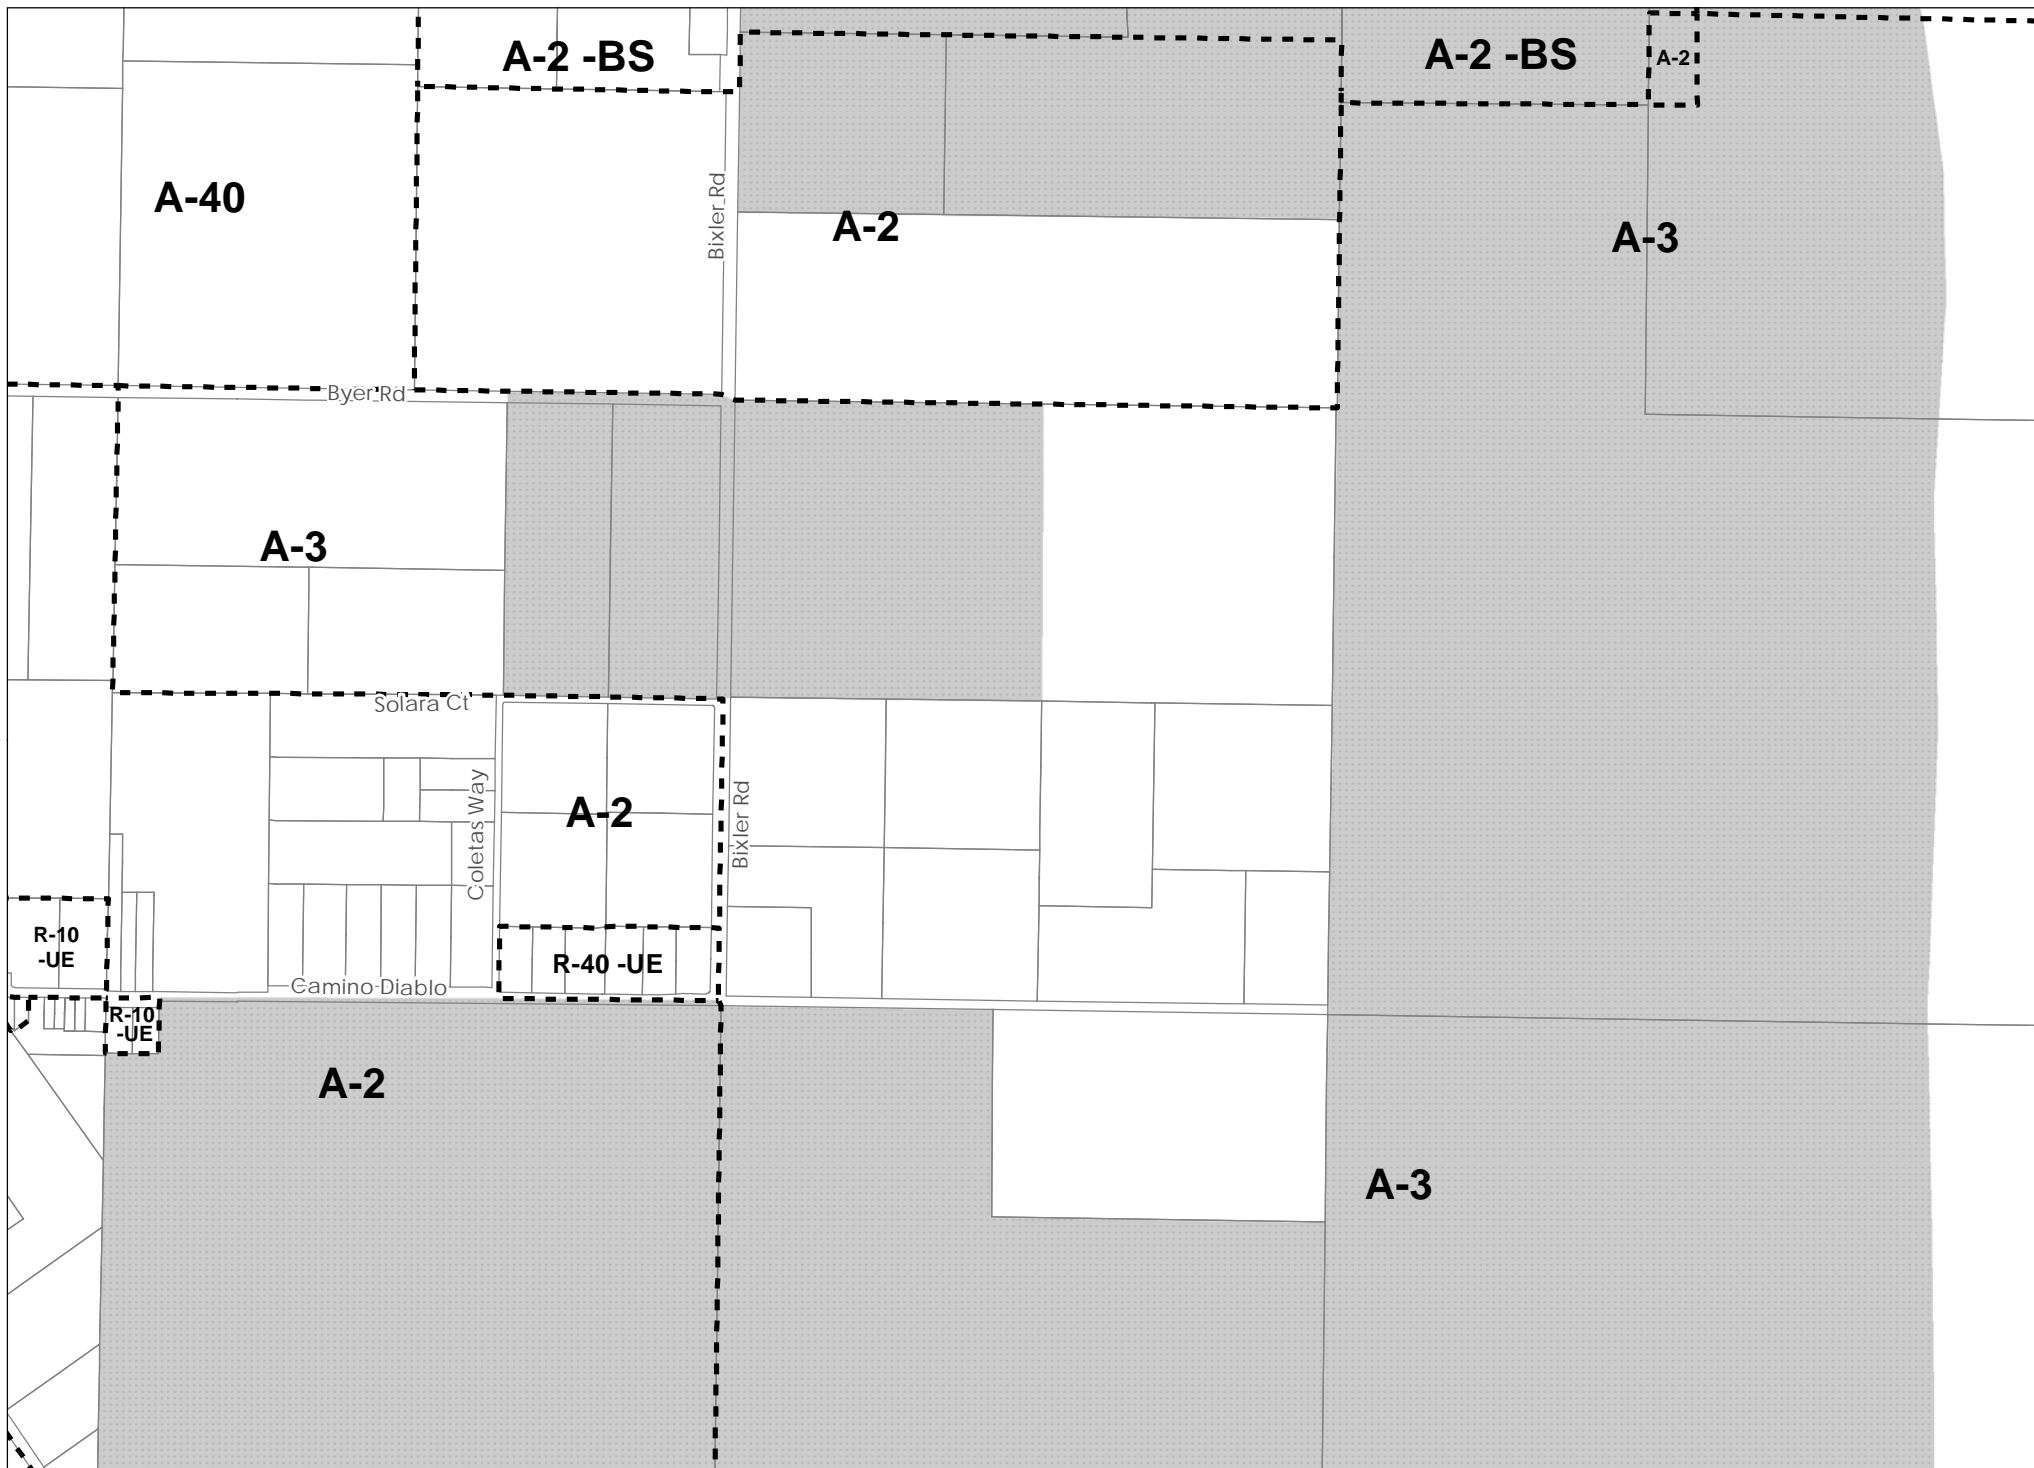 A-2 -BS
A-2 -BS
A-2
A-40
Bixler Rd
A-2
A-3
Byer Rd
A-3
Solara Ct
Coletas Way
A-2
Bixler Rd
R-10
-UE
R-40 -UE
Camino Diablo
R-10
-UE
A-2
A-3